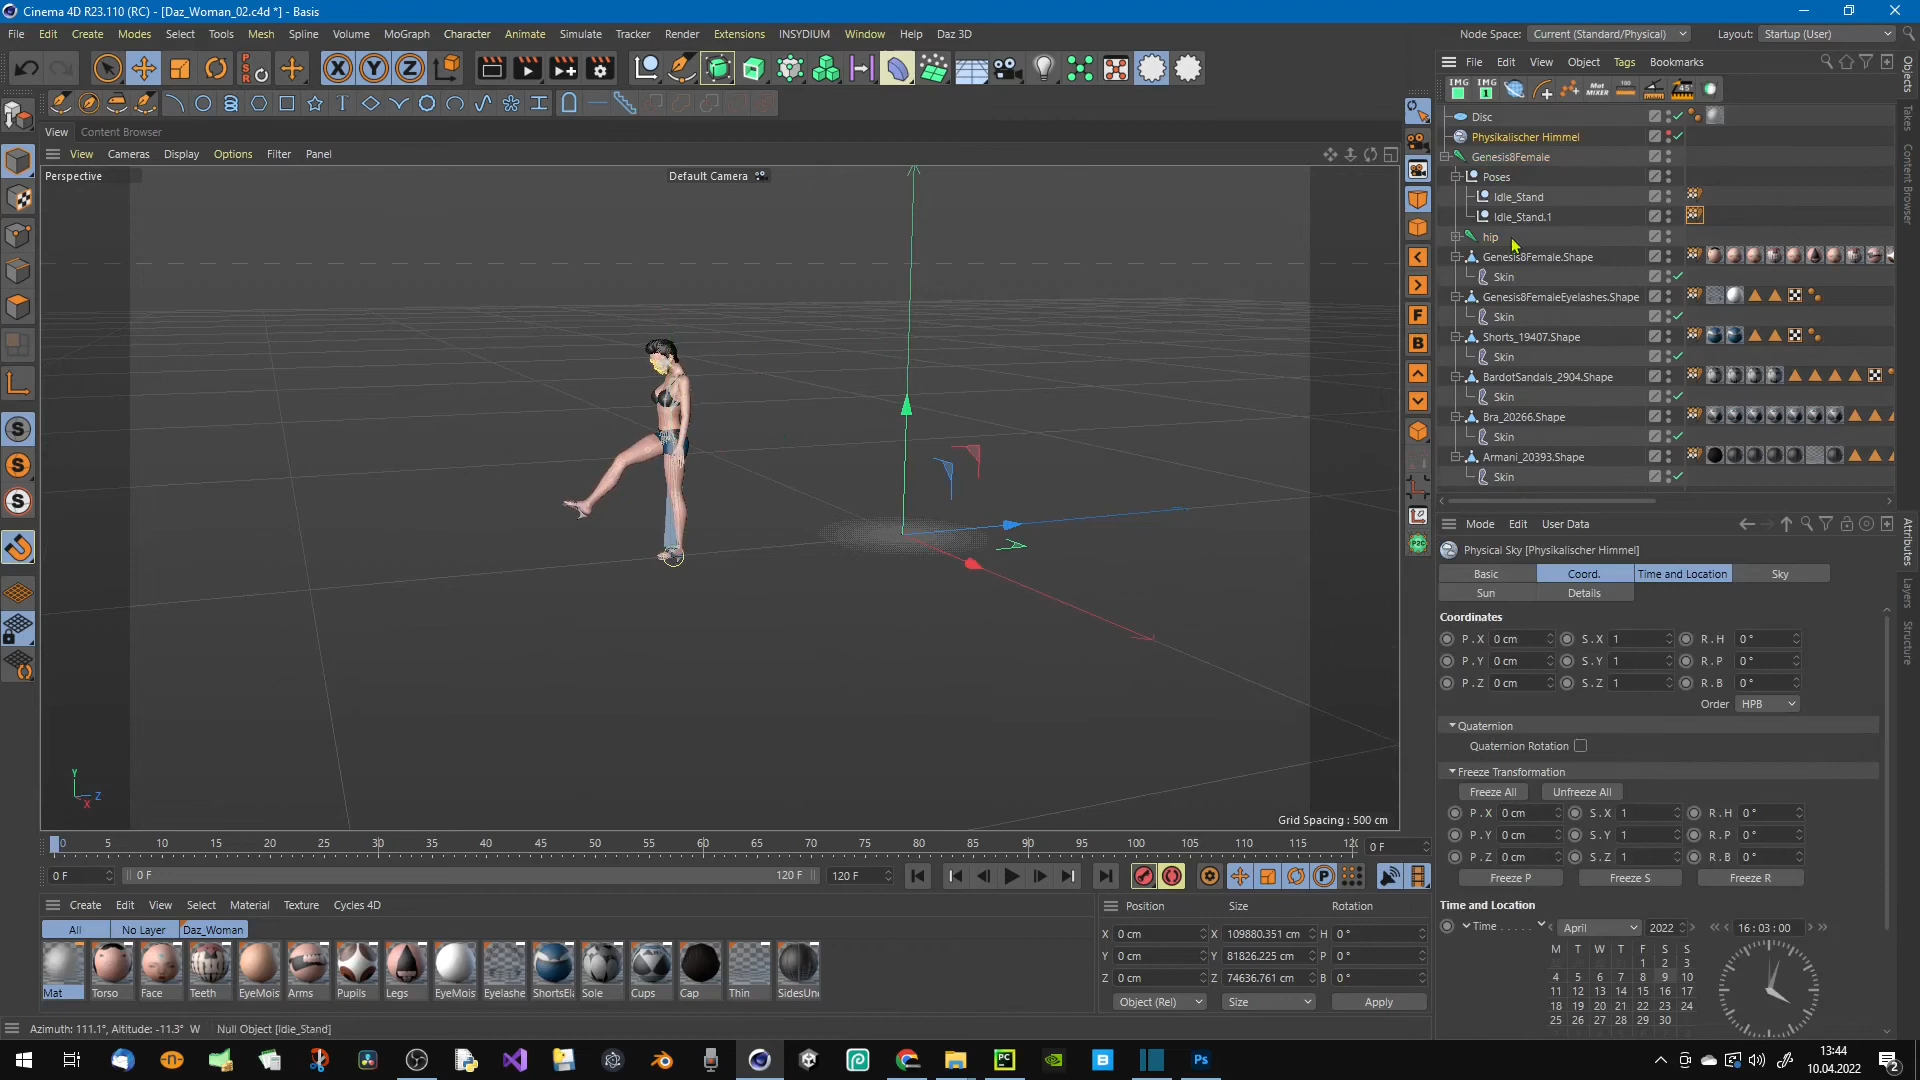 Cinema 4D R23.110 (RC) - [Daz_Woman_02.c4d *] - Basis
File Edit Create Modes Select Tools Mesh Spline Volume MoGraph Character Animate Simulate Tracker Render Extensions INSYDIUM Window Help Daz 3D
Node Space: Current (Standard/Physical) Layout: Startup (User)
File Edit View Object Tags Bookmarks
View Content Browser
View Cameras Display Options Filter Panel
Perspective
Default Camera
Disc
Physikalischer Himmel
Genesis8Female
Poses
Idle_Stand
Idle_Stand.1
hip
Genesis8Female.Shape
Skin
Genesis8FemaleEyelashes.Shape
Skin
Shorts_19407.Shape
Skin
BardotSandals_2904.Shape
Skin
Bra_20266.Shape
Skin
Armani_20393.Shape
Skin
Objects
Takes
Content Browser
Mode Edit User Data
Physical Sky [Physikalischer Himmel]
Basic Coord. Time and Location Sky
Sun Details
Coordinates
P . X 0 cm S . X 1 R . H 0 °
P . Y 0 cm S . Y 1 R . P 0 °
P . Z 0 cm S . Z 1 R . B 0 °
Order HPB
Quaternion
Quaternion Rotation
Freeze Transformation
Freeze All Unfreeze All
P . X 0 cm S . X 1 R . H 0 °
P . Y 0 cm S . Y 1 R . P 0 °
P . Z 0 cm S . Z 1 R . B 0 °
Freeze P Freeze S Freeze R
Time and Location
Time . . . . . April 2022 16 : 03 : 00
M T W T F S S
1 2 3
4 5 6 7 8 9 10
11 12 13 14 15 16 17
18 19 20 21 22 23 24
25 26 27 28 29 30
Attributes
Layers
Structure
Y
Z
X
Grid Spacing : 500 cm
0 5 10 15 20 25 30 35 40 45 50 55 60 65 70 75 80 85 90 95 100 105 110 115 0 F
0 F 0 F 120 F 120 F
Create Edit View Select Material Texture Cycles 4D
All No Layer Daz_Woman
Mat Torso Face Teeth EyeMois Arms Pupils Legs EyeMois Eyelashe ShortsEla Sole Cups Cap Thin SidesUn
Position Size Rotation
X 0 cm X 109880.351 cm H 0 °
Y 0 cm Y 81826.225 cm P 0 °
Z 0 cm Z 74636.761 cm B 0 °
Object (Rel) Size Apply
Azimuth: 111.1°, Altitude: -11.3° W Null Object [Idle_Stand]
13:44
10.04.2022